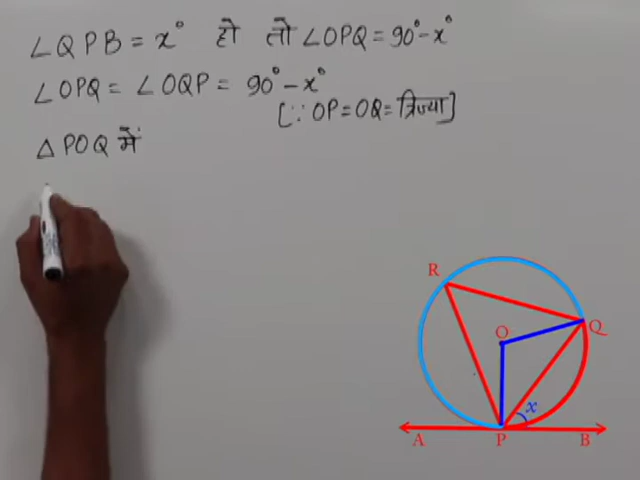 ∠QPB = x° हो तो ∠OPQ = 90° - x°
∠OPQ = ∠OQP = 90° - x°
[∵ OP = OQ = त्रिज्या]
△ POQ में
R
O
Q
x
A
P
B